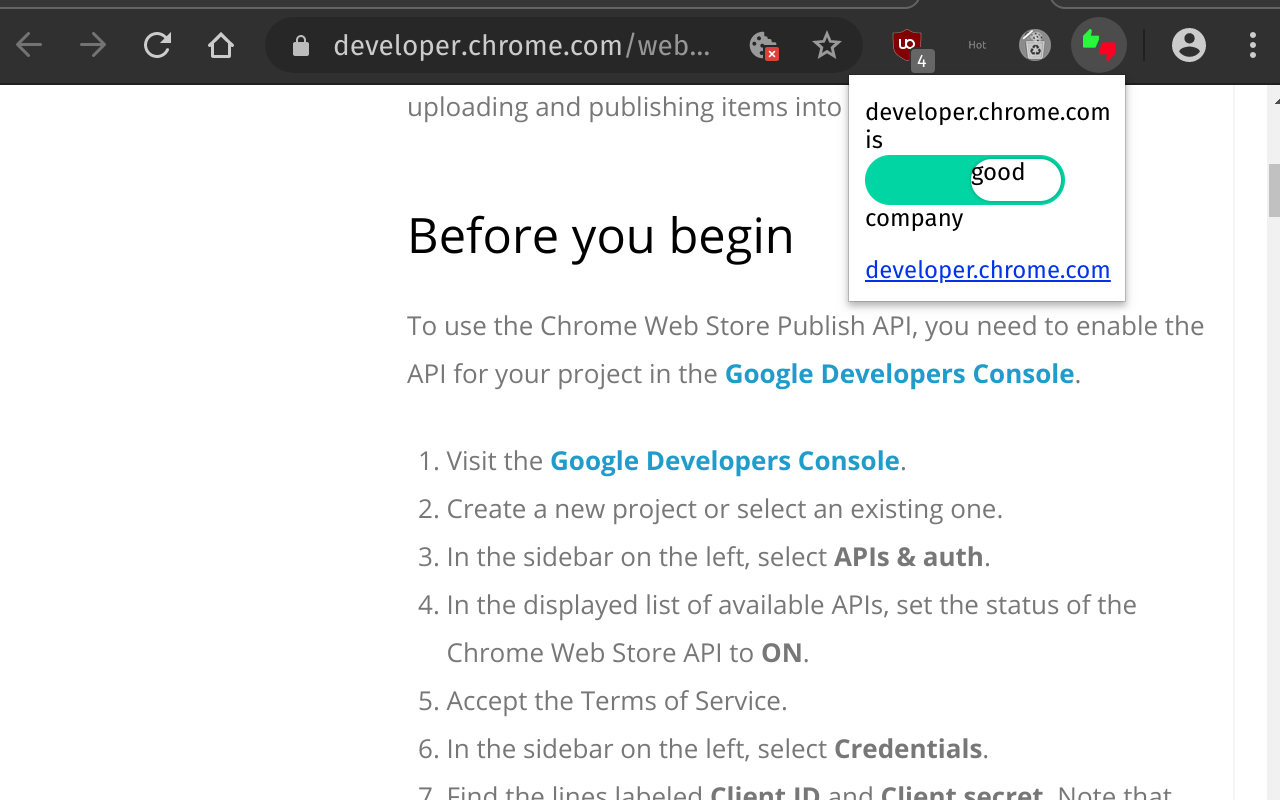 developer.chrome.com/web...
4
Hot
uploading and publishing items into
developer.chrome.com
is
good
company
developer.chrome.com
Before you begin
To use the Chrome Web Store Publish API, you need to enable the
API for your project in the Google Developers Console.
1. Visit the Google Developers Console.
2. Create a new project or select an existing one.
3. In the sidebar on the left, select APIs & auth.
4. In the displayed list of available APIs, set the status of the
Chrome Web Store API to ON.
5. Accept the Terms of Service.
6. In the sidebar on the left, select Credentials.
7. Find the lines labeled Client ID and Client secret. Note that